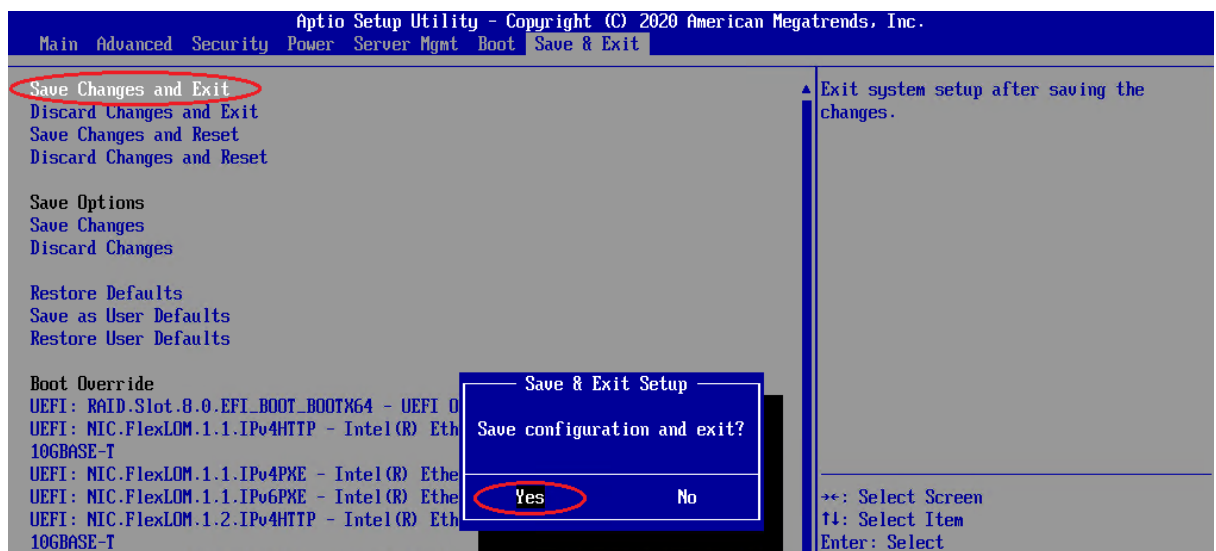 Aptio Setup Utility - Copyright (C) 2020 American Megatrends, Inc.
Main Advanced Security Power Server Mgmt Boot Save & Exit
Save Changes and Exit
Discard Changes and Exit
Save Changes and Reset
Discard Changes and Reset
Save Options
Save Changes
Discard Changes
Restore Defaults
Save as User Defaults
Restore User Defaults
Boot Override
UEFI: RAID.Slot.8.0.EFI_BOOT_BOOTX64 - UEFI O
UEFI: NIC.FlexLOM.1.1.IPv4HTTP - Intel(R) Eth
10GBASE-T
UEFI: NIC.FlexLOM.1.1.IPv4PXE - Intel(R) Ethe
UEFI: NIC.FlexLOM.1.1.IPv6PXE - Intel(R) Ethe
UEFI: NIC.FlexLOM.1.2.IPv4HTTP - Intel(R) Eth
10GBASE-T
Save & Exit Setup
Save configuration and exit?
Yes No
Exit system setup after saving the
changes.
→←: Select Screen
↑↓: Select Item
Enter: Select